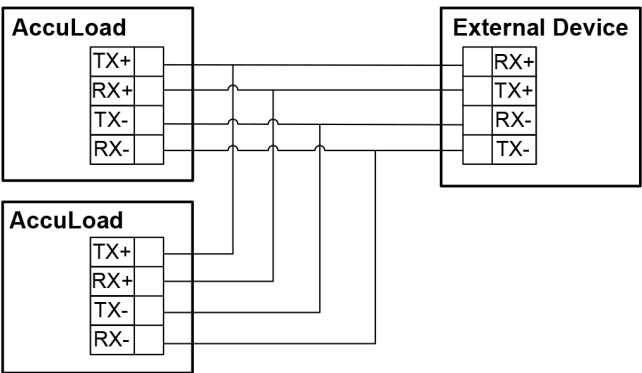 AccuLoad
TX+
RX+
TX-
RX-
External Device
RX+
TX+
RX-
TX-
AccuLoad
TX+
RX+
TX-
RX-